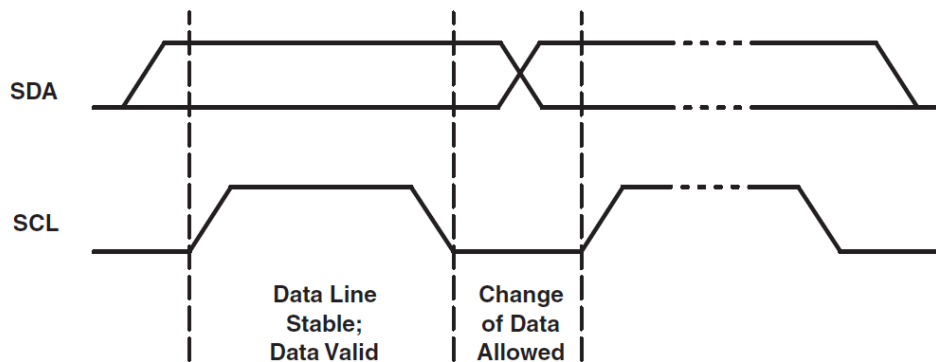 SDA
SCL
Data Line
Stable;
Data Valid
Change
of Data
Allowed